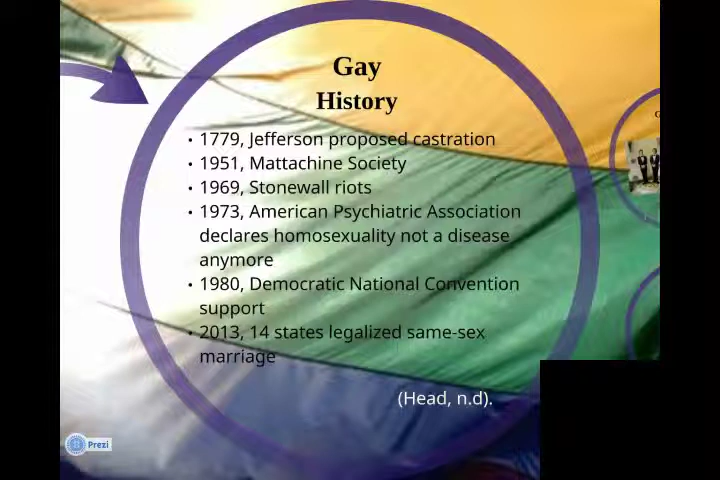 Gay
History
• 1779, Jefferson proposed castration
• 1951, Mattachine Society
• 1969, Stonewall riots
• 1973, American Psychiatric Association
declares homosexuality not a disease
anymore
• 1980, Democratic National Convention
support
• 2013, 14 states legalized same-sex
marriage
(Head, n.d).
Prezi